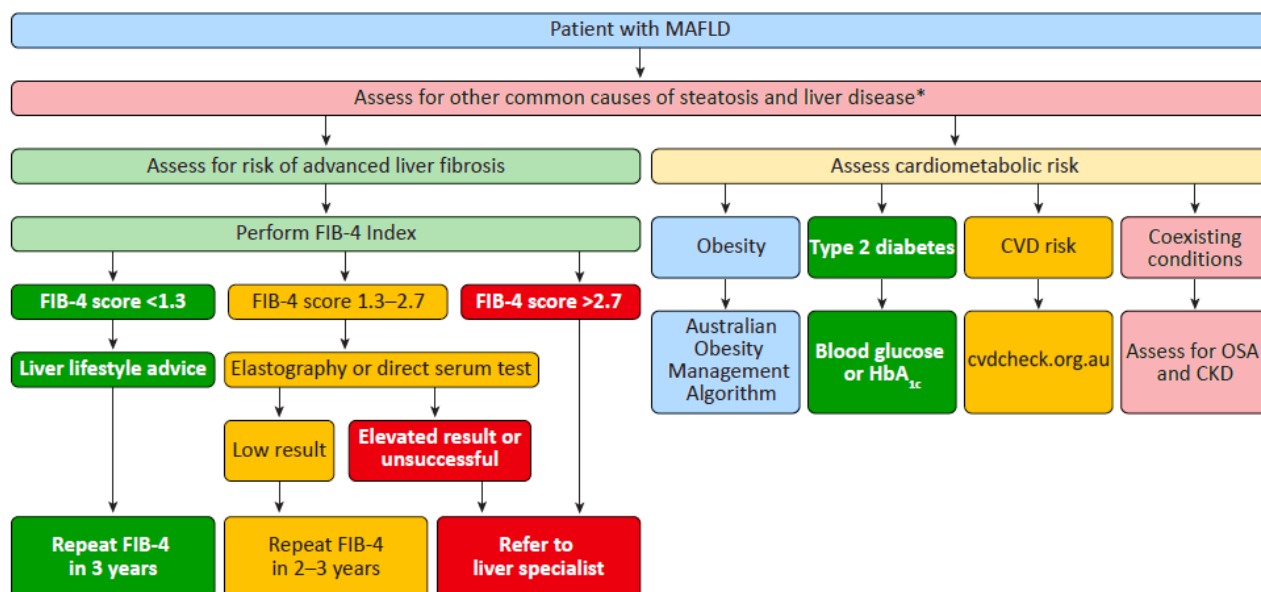 Patient with MAFLD
Assess for other common causes of steatosis and liver disease*
Assess for risk of advanced liver fibrosis
Perform FIB-4 Index
FIB-4 score <1.3
FIB-4 score 1.3–2.7
FIB-4 score >2.7
Liver lifestyle advice
Elastography or direct serum test
Low result
Elevated result or
unsuccessful
Repeat FIB-4
in 3 years
Repeat FIB-4
in 2–3 years
Refer to
liver specialist
Assess cardiometabolic risk
Obesity
Type 2 diabetes
CVD risk
Coexisting
conditions
Australian
Obesity
Management
Algorithm
Blood glucose
or HbA1c
cvdcheck.org.au
Assess for OSA
and CKD